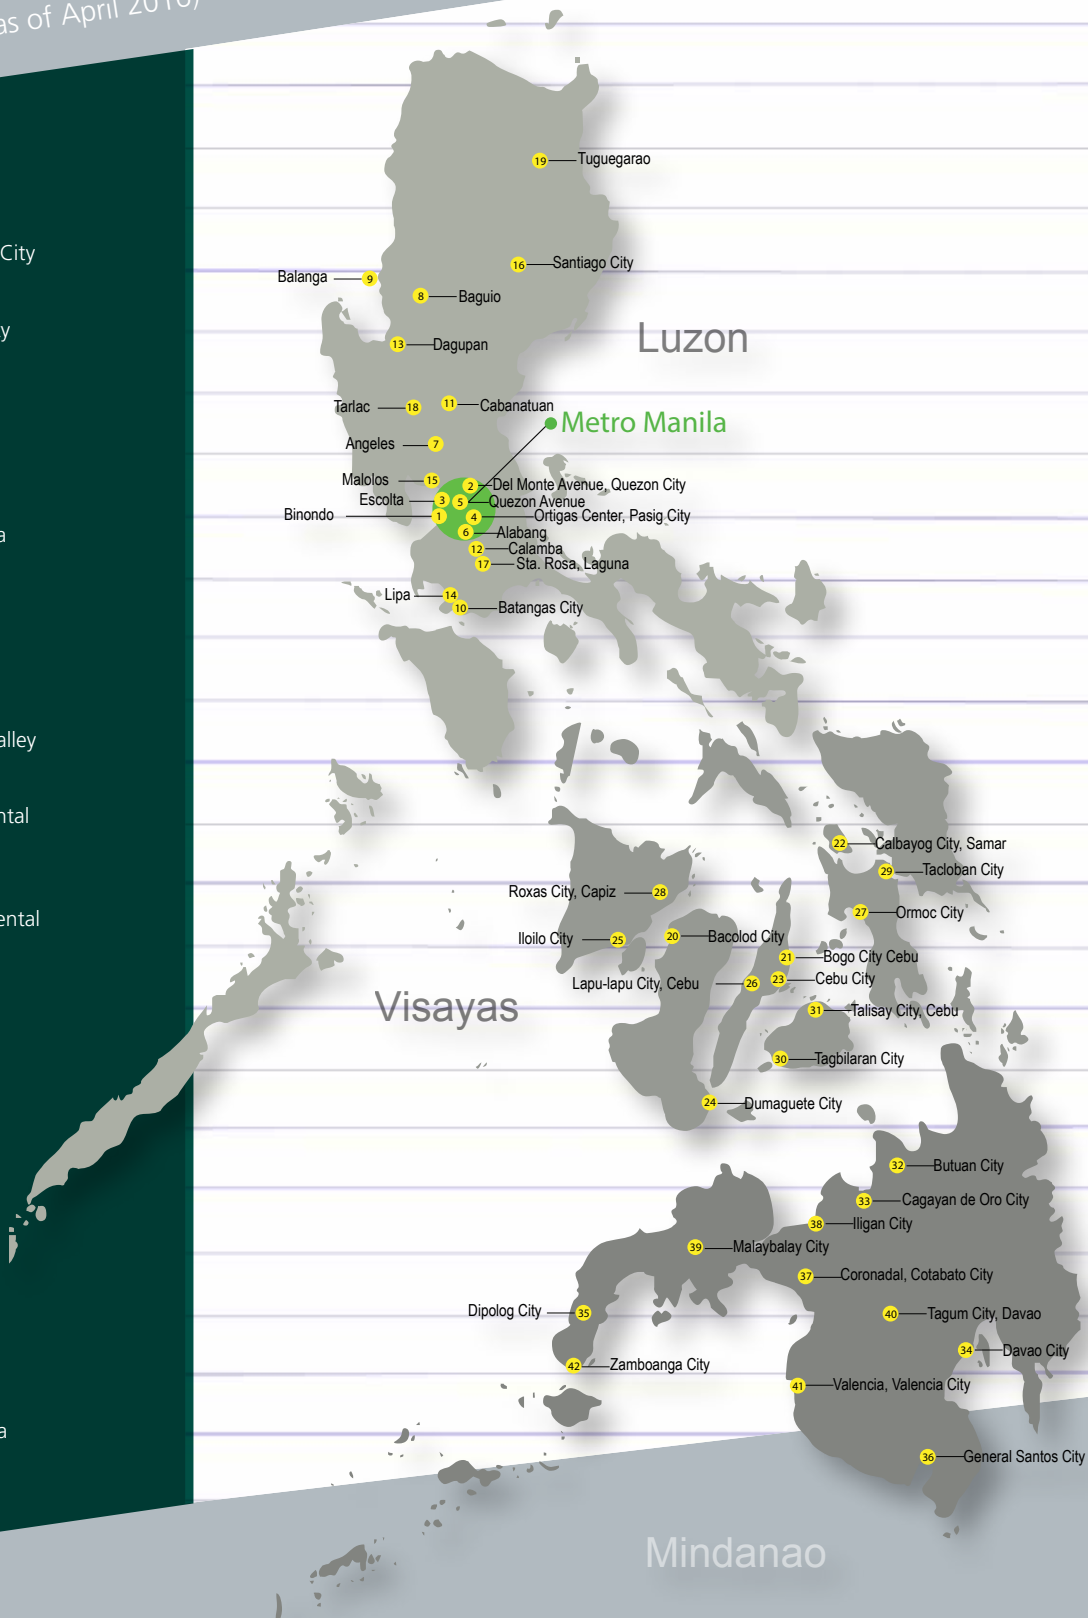 as of April 2016)
City
y
a
alley
ntal
ental
a
19 Tuguegarao
16 Santiago City
Balanga 9
8 Baguio
13 Dagupan
Luzon
Tarlac 18
11 Cabanatuan
Metro Manila
Angeles 7
Malolos 15
2 Del Monte Avenue, Quezon City
Escolta 3
5 Quezon Avenue
Binondo 1
4 Ortigas Center, Pasig City
6 Alabang
12 Calamba
17 Sta. Rosa, Laguna
Lipa 14
10 Batangas City
22 Calbayog City, Samar
29 Tacloban City
Roxas City, Capiz 28
27 Ormoc City
Iloilo City 25
20 Bacolod City
21 Bogo City Cebu
Lapu-lapu City, Cebu 26
23 Cebu City
Visayas
31 Talisay City, Cebu
30 Tagbilaran City
24 Dumaguete City
32 Butuan City
33 Cagayan de Oro City
38 Iligan City
39 Malaybalay City
37 Coronadal, Cotabato City
Dipolog City 35
40 Tagum City, Davao
34 Davao City
42 Zamboanga City
41 Valencia, Valencia City
36 General Santos City
Mindanao